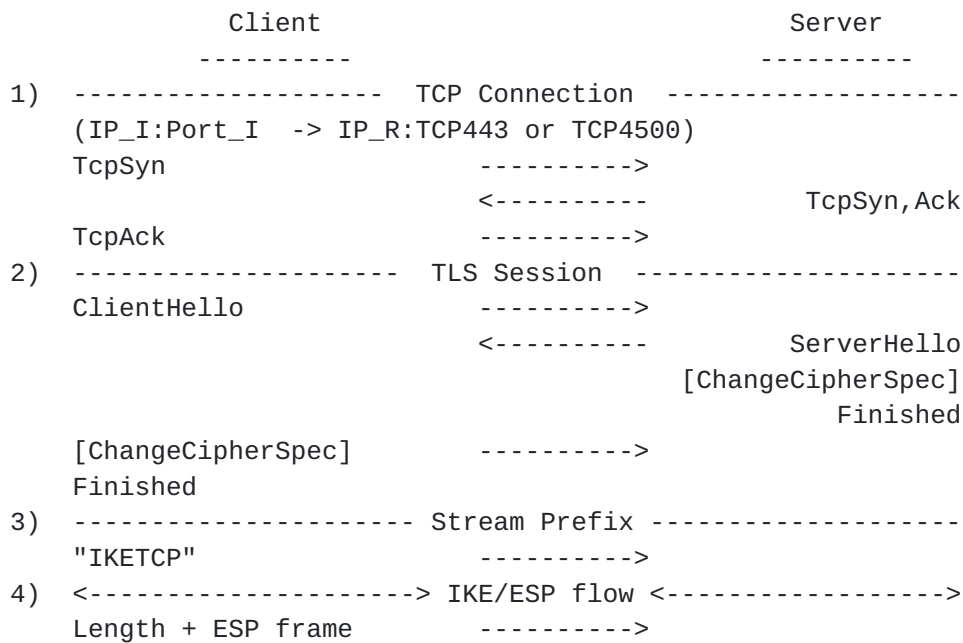 Client                              Server
            ----------                          ----------
1)  --------------------  TCP Connection  -------------------
    (IP_I:Port_I  -> IP_R:TCP443 or TCP4500)
    TcpSyn                    ---------->
                              <----------          TcpSyn,Ack
    TcpAck                    ---------->
2)  ---------------------  TLS Session  ---------------------
    ClientHello               ---------->
                              <----------         ServerHello
                                           [ChangeCipherSpec]
                                                     Finished
    [ChangeCipherSpec]        ---------->
    Finished
3)  ---------------------- Stream Prefix --------------------
    "IKETCP"                  ---------->
4)  <----------------------> IKE/ESP flow <------------------>
    Length + ESP frame        ---------->